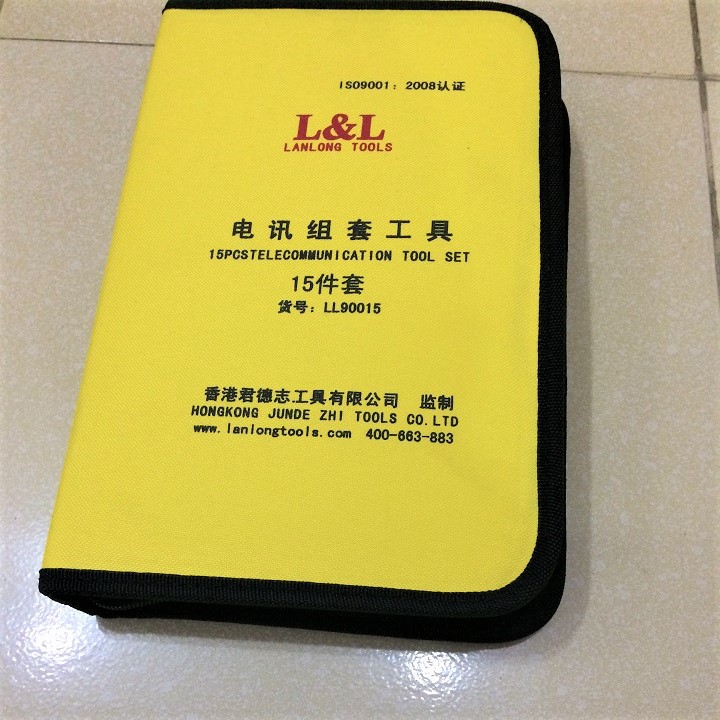 ISO9001：2008认证
L&L
LANLONG TOOLS
电讯组套工具
15PCSTELECOMMUNICATION TOOL SET
15件套
货号：LL90015
香港君德志工具有限公司 监制
HONGKONG JUNDE ZHI TOOLS CO.LTD
www.lanlongtools.com 400-663-883